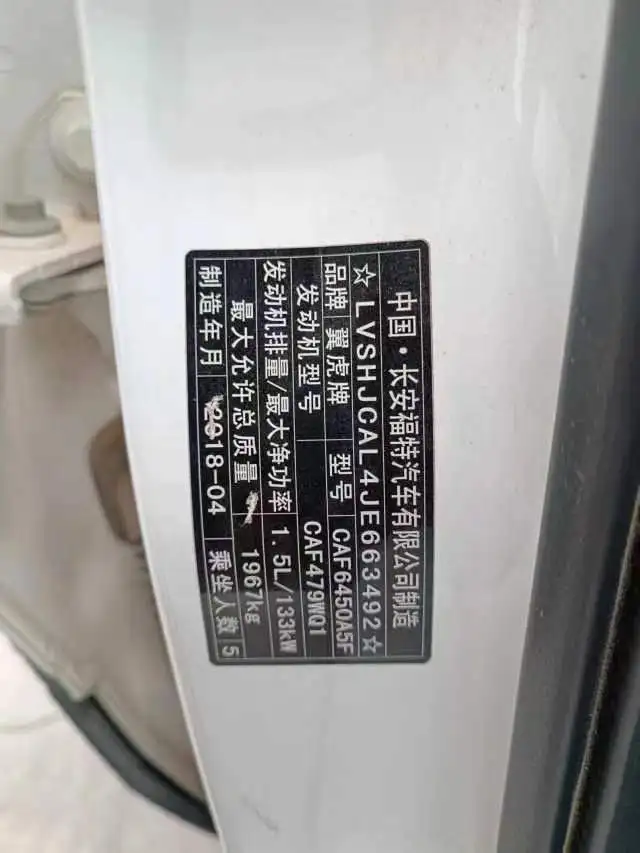 中国·长安福特汽车有限公司制造
☆LVSHJCAL4JE663492☆
品牌 翼虎牌 型号 CAF6450A5F
发动机型号 CAF479WQ1
发动机排量/最大净功率 1.5L/133kW
最大允许总质量 1967kg
制造年月 2018-04 乘坐人数 5